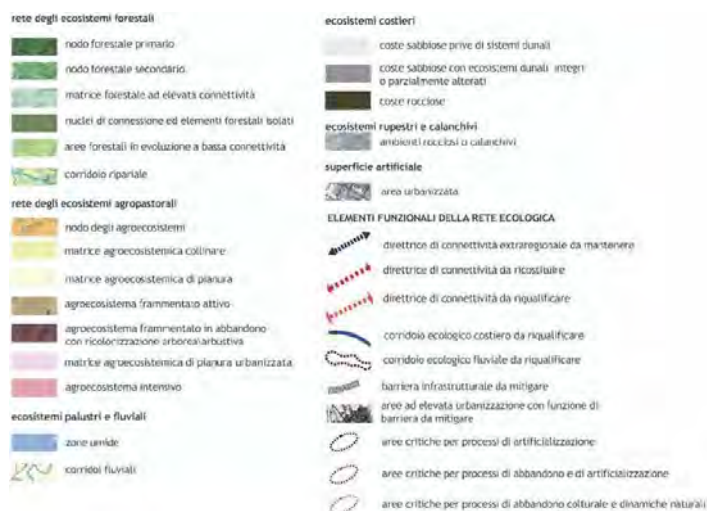 rete degli ecosistemi forestali
nodo forestale primario
nodo forestale secondario
matrice forestale ad elevata connettività
nuclei di connessione ed elementi forestali isolati
aree forestali in evoluzione a bassa connettività
corridoio ripariale
rete degli ecosistemi agropastorali
nodo degli agroecosistemi
matrice agroecosistemica collinare
matrice agroecosistemica di pianura
agroecosistema frammentato attivo
agroecosistema frammentato in abbandono
con ricolonizzazione arborea/arbustiva
matrice agroecosistemica di pianura urbanizzata
agroecosistema intensivo
ecosistemi palustri e fluviali
zone umide
corridoi fluviali
ecosistemi costieri
coste sabbiose prive di sistemi dunali
coste sabbiose con ecosistemi dunali integri
o parzialmente alterati
coste rocciose
ecosistemi rupestri e calanchivi
ambienti rocciosi o calanchivi
superficie artificiale
area urbanizzata
ELEMENTI FUNZIONALI DELLA RETE ECOLOGICA
direttrice di connettività extraregionale da mantenere
direttrice di connettività da ricostituire
direttrice di connettività da riqualificare
corridoio ecologico costiero da riqualificare
corridoio ecologico fluviale da riqualificare
barriera infrastrutturale da mitigare
aree ad elevata urbanizzazione con funzione di
barriera da mitigare
aree critiche per processi di artificializzazione
aree critiche per processi di abbandono e di artificializzazione
aree critiche per processi di abbandono colturale e dinamiche naturali